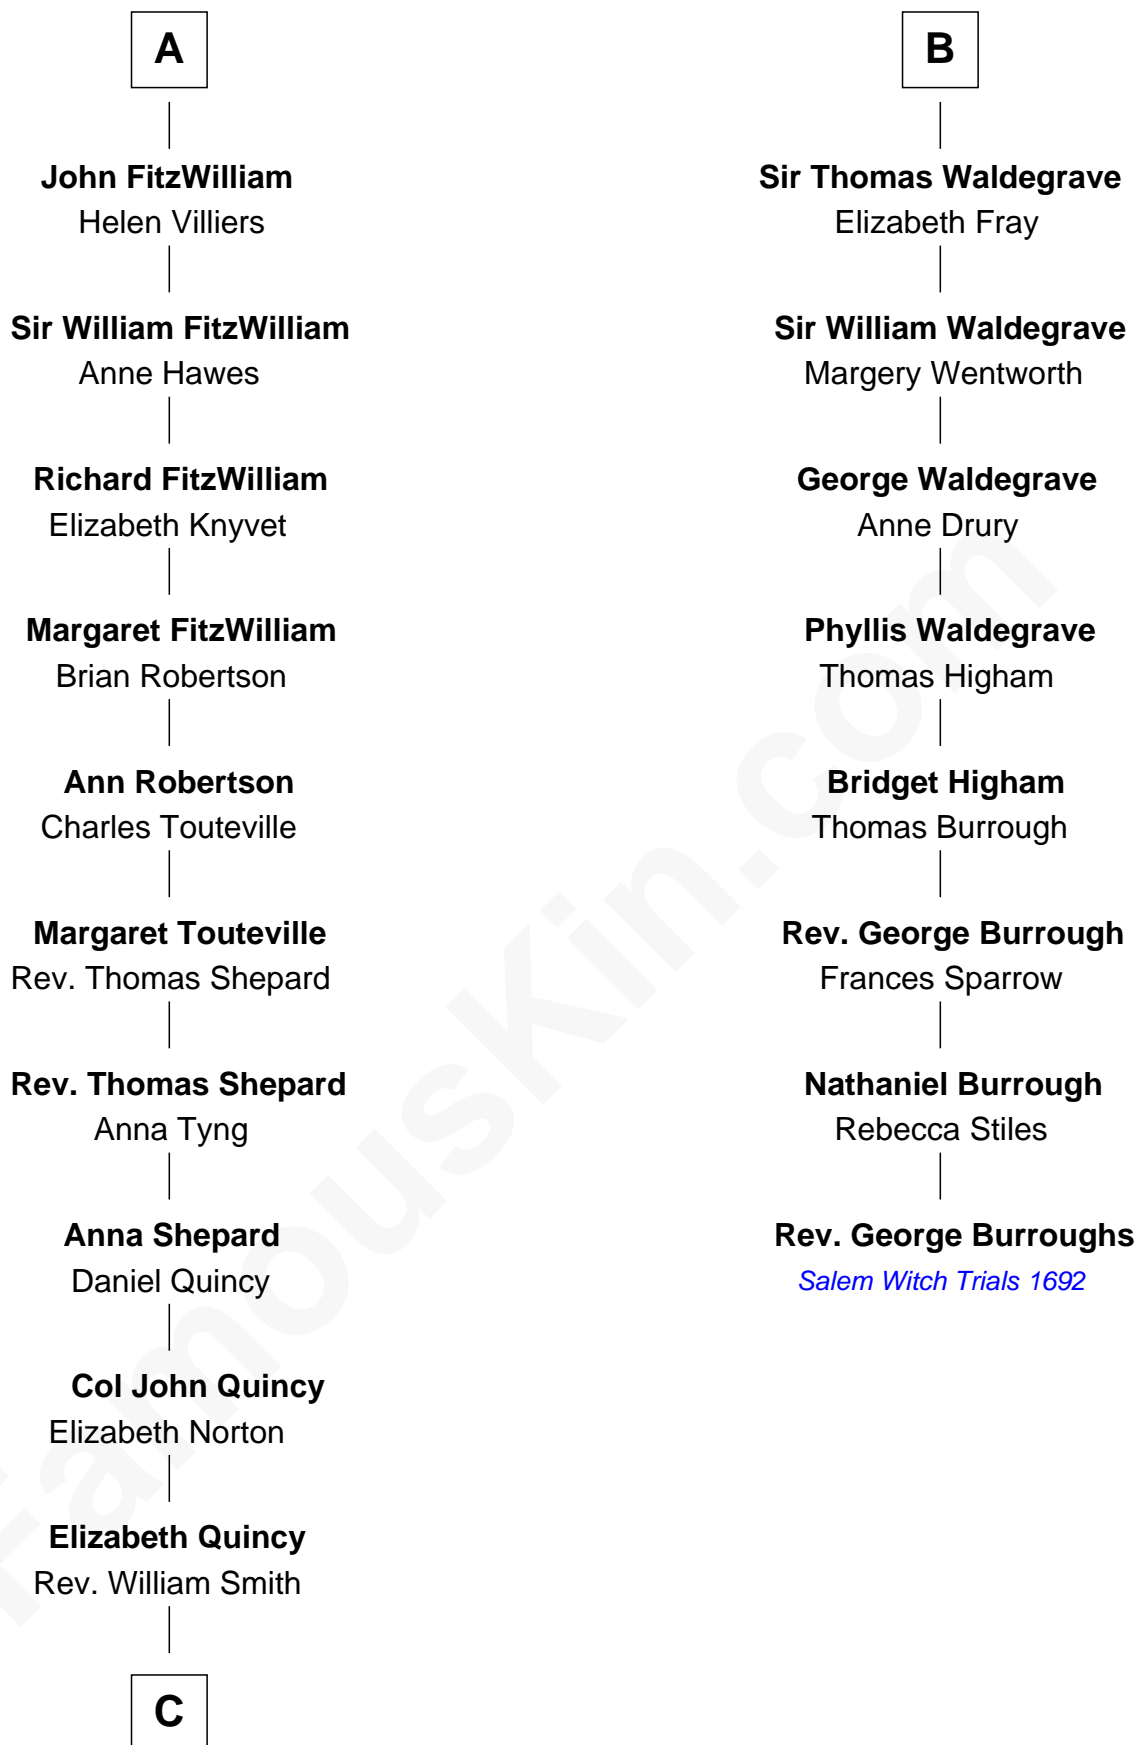 A
John FitzWilliam
Helen Villiers
Sir William FitzWilliam
Anne Hawes
Richard FitzWilliam
Elizabeth Knyvet
Margaret FitzWilliam
Brian Robertson
Ann Robertson
Charles Touteville
Margaret Touteville
Rev. Thomas Shepard
Rev. Thomas Shepard
Anna Tyng
Anna Shepard
Daniel Quincy
Col John Quincy
Elizabeth Norton
Elizabeth Quincy
Rev. William Smith
C
B
Sir Thomas Waldegrave
Elizabeth Fray
Sir William Waldegrave
Margery Wentworth
George Waldegrave
Anne Drury
Phyllis Waldegrave
Thomas Higham
Bridget Higham
Thomas Burrough
Rev. George Burrough
Frances Sparrow
Nathaniel Burrough
Rebecca Stiles
Rev. George Burroughs
Salem Witch Trials 1692
FamousKin.com